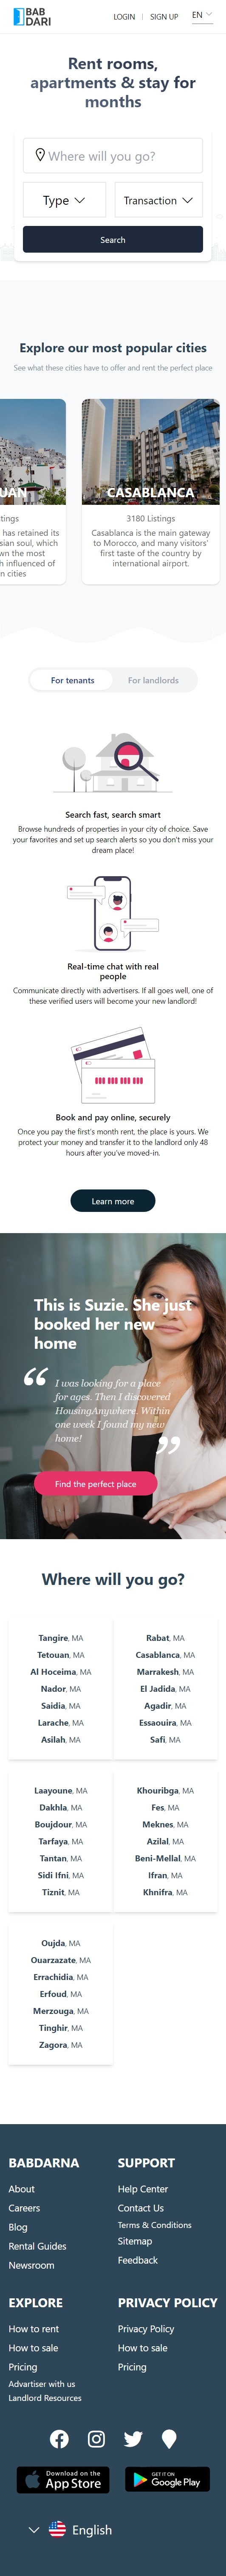 BAB
DARI
LOGIN
SIGN UP
EN
Rent rooms,
apartments & stay for
months
Where will you go?
Type
Transaction
Search
Explore our most popular cities
See what these cities have to offer and rent the perfect place
UAN
CASABLANCA
tings
3180 Listings
has retained its
sian soul, which
wn the most
h influenced of
n cities
Casablanca is the main gateway
to Morocco, and many visitors'
first taste of the country by
international airport.
For tenants
For landlords
Search fast, search smart
Browse hundreds of properties in your city of choice. Save
your favorites and set up search alerts so you don't miss your
dream place!
Real-time chat with real
people
Communicate directly with advertisers. If all goes well, one of
these verified users will become your new landlord!
Book and pay online, securely
Once you pay the first's month rent, the place is yours. We
protect your money and transfer it to the landlord only 48
hours after you've moved-in.
Learn more
This is Suzie. She just
booked her new
home
“
I was looking for a place
for ages. Then I discovered
HousingAnywhere. Within
one week I found my new
home!
”
Find the perfect place
Where will you go?
Tangire, MA
Tetouan, MA
Al Hoceima, MA
Nador, MA
Saidia, MA
Larache, MA
Asilah, MA
Rabat, MA
Casablanca, MA
Marrakesh, MA
El Jadida, MA
Agadir, MA
Essaouira, MA
Safi, MA
Laayoune, MA
Dakhla, MA
Boujdour, MA
Tarfaya, MA
Tantan, MA
Sidi Ifni, MA
Tiznit, MA
Khouribga, MA
Fes, MA
Meknes, MA
Azilal, MA
Beni-Mellal, MA
Ifran, MA
Khnifra, MA
Oujda, MA
Ouarzazate, MA
Errachidia, MA
Erfoud, MA
Merzouga, MA
Tinghir, MA
Zagora, MA
BABDARNA
About
Careers
Blog
Rental Guides
Newsroom
SUPPORT
Help Center
Contact Us
Terms & Conditions
Sitemap
Feedback
EXPLORE
How to rent
How to sale
Pricing
Advertiser with us
Landlord Resources
PRIVACY POLICY
Privacy Policy
How to sale
Pricing
Download on the
App Store
GET IT ON
Google Play
English